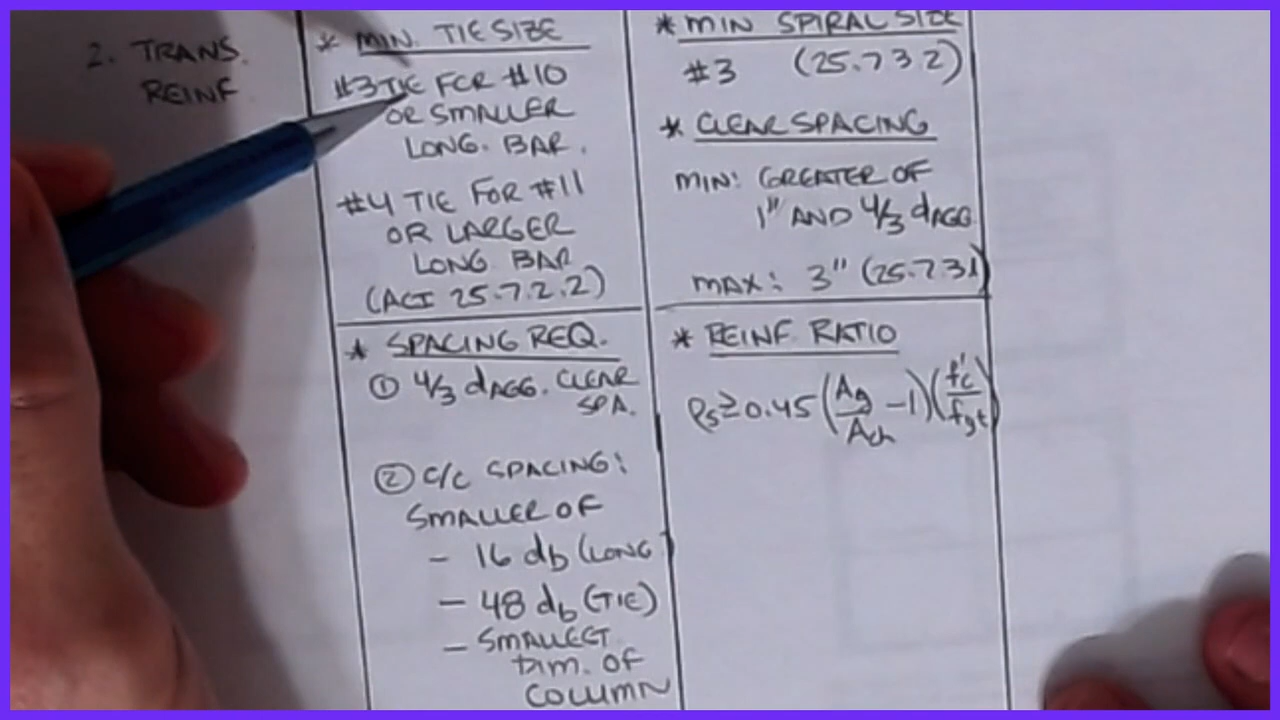 2. TRANS.
REINF
* MIN. TIE SIZE
#3 TIE FOR #10
OR SMALLER
LONG. BAR.
#4 TIE FOR #11
OR LARGER
LONG. BAR
(ACI 25.7.2.2)
* SPACING REQ.
① 4/3 dAGG. CLEAR
SPA.
② C/C SPACING:
SMALLER OF
- 16 db (LONG)
- 48 db (TIE)
- SMALLEST
DIM. OF
COLUMN
* MIN SPIRAL SIZE
#3 (25.7.3.2)
* CLEAR SPACING
MIN: GREATER OF
1" AND 4/3 dAGG
MAX: 3" (25.7.3.1)
* REINF. RATIO
ρs ≥ 0.45 (Ag/Ach - 1)(f'c/fyt)